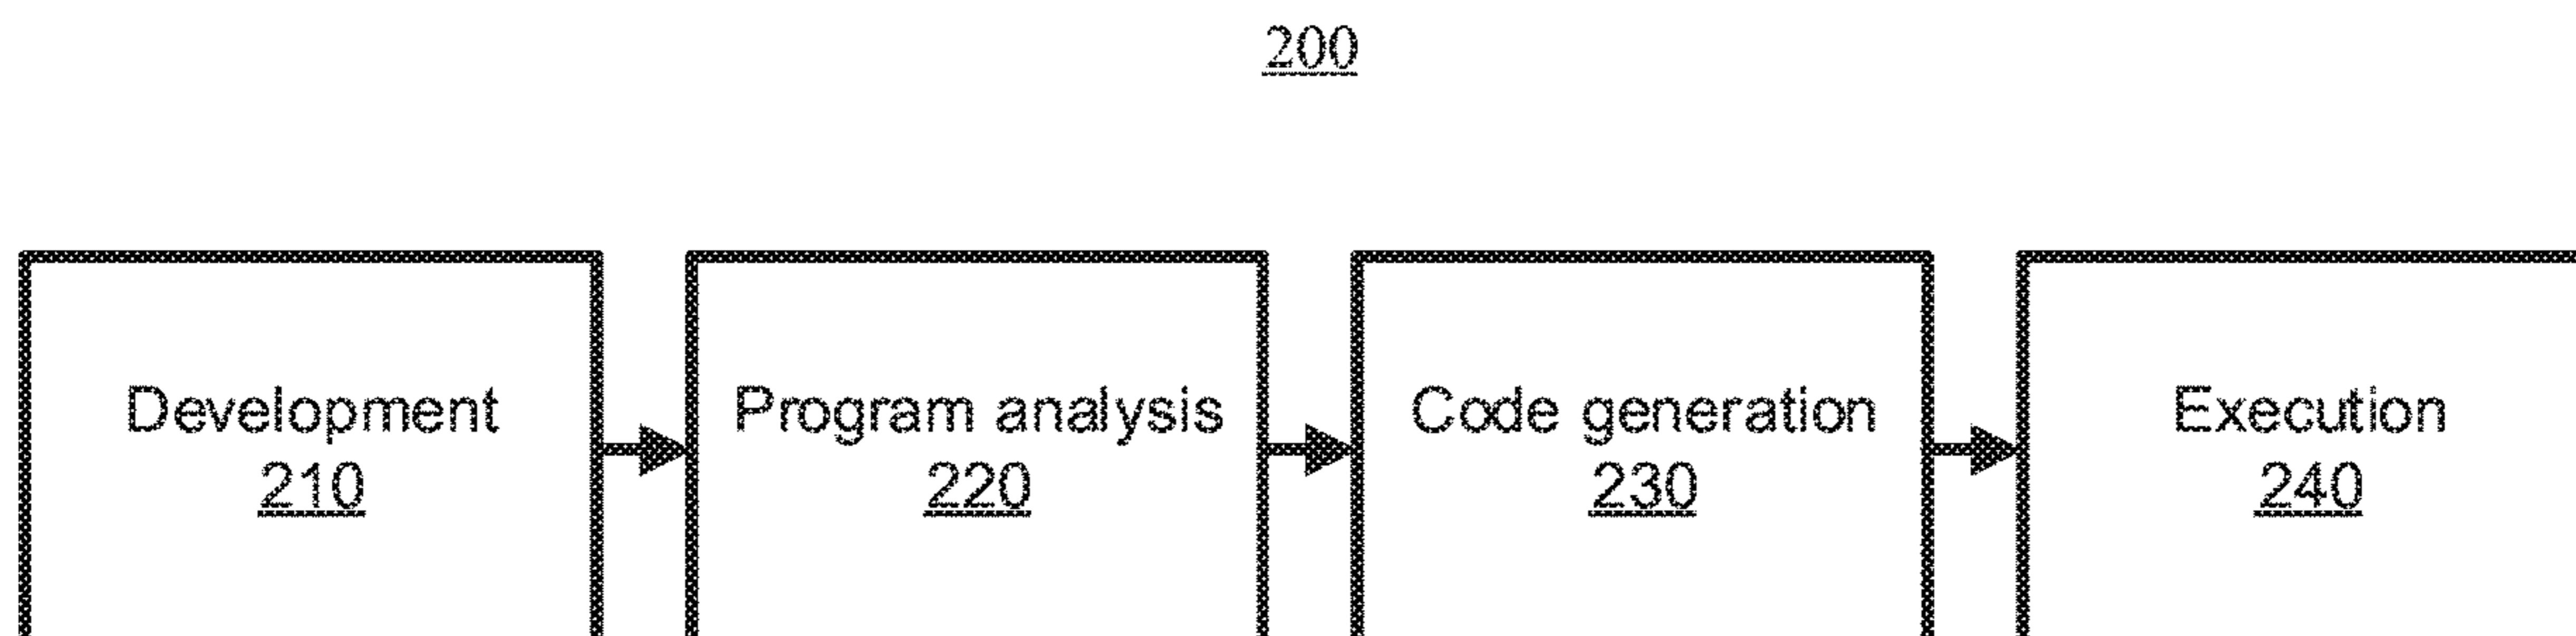 200
Development
210
Program analysis
220
Code generation
230
Execution
240